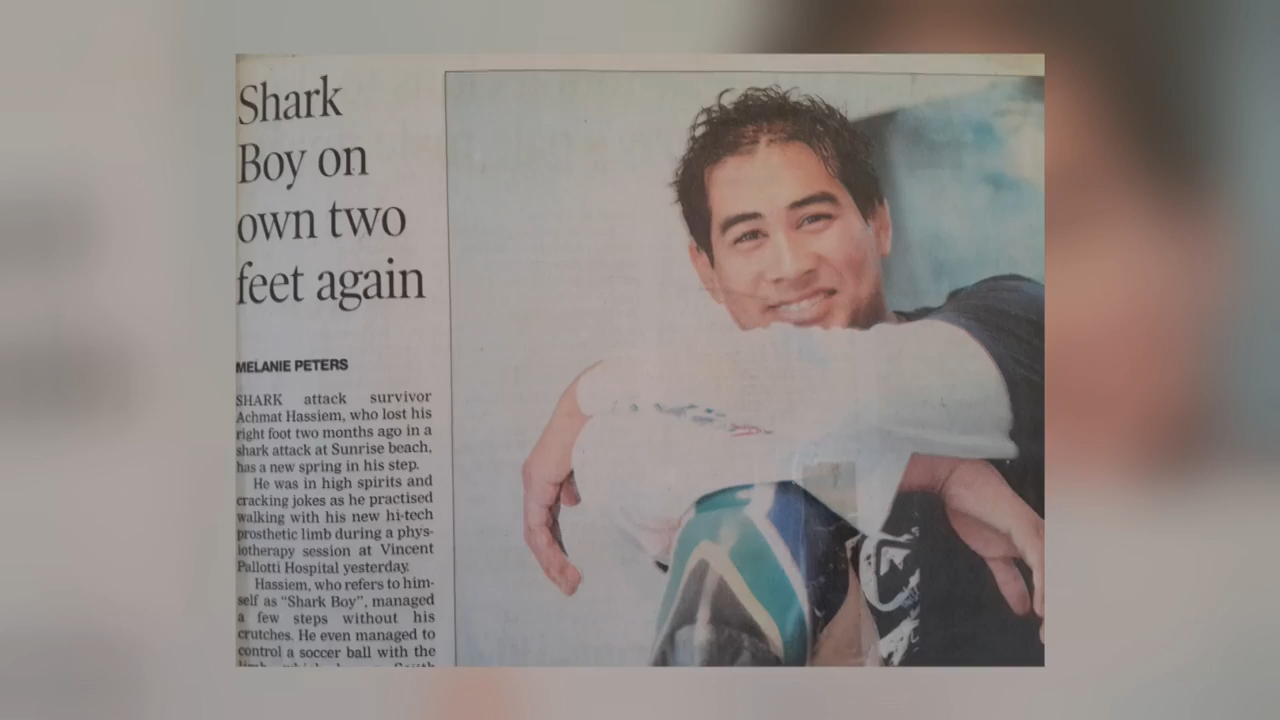 Shark
Boy on
own two
feet again
MELANIE PETERS
SHARK attack survivor
Achmat Hassiem, who lost his
right foot two months ago in a
shark attack at Sunrise beach,
has a new spring in his step.
He was in high spirits and
cracking jokes as he practised
walking with his new hi-tech
prosthetic limb during a phys-
iotherapy session at Vincent
Pallotti Hospital yesterday.
Hassiem, who refers to him-
self as “Shark Boy”, managed
a few steps without his
crutches. He even managed to
control a soccer ball with the